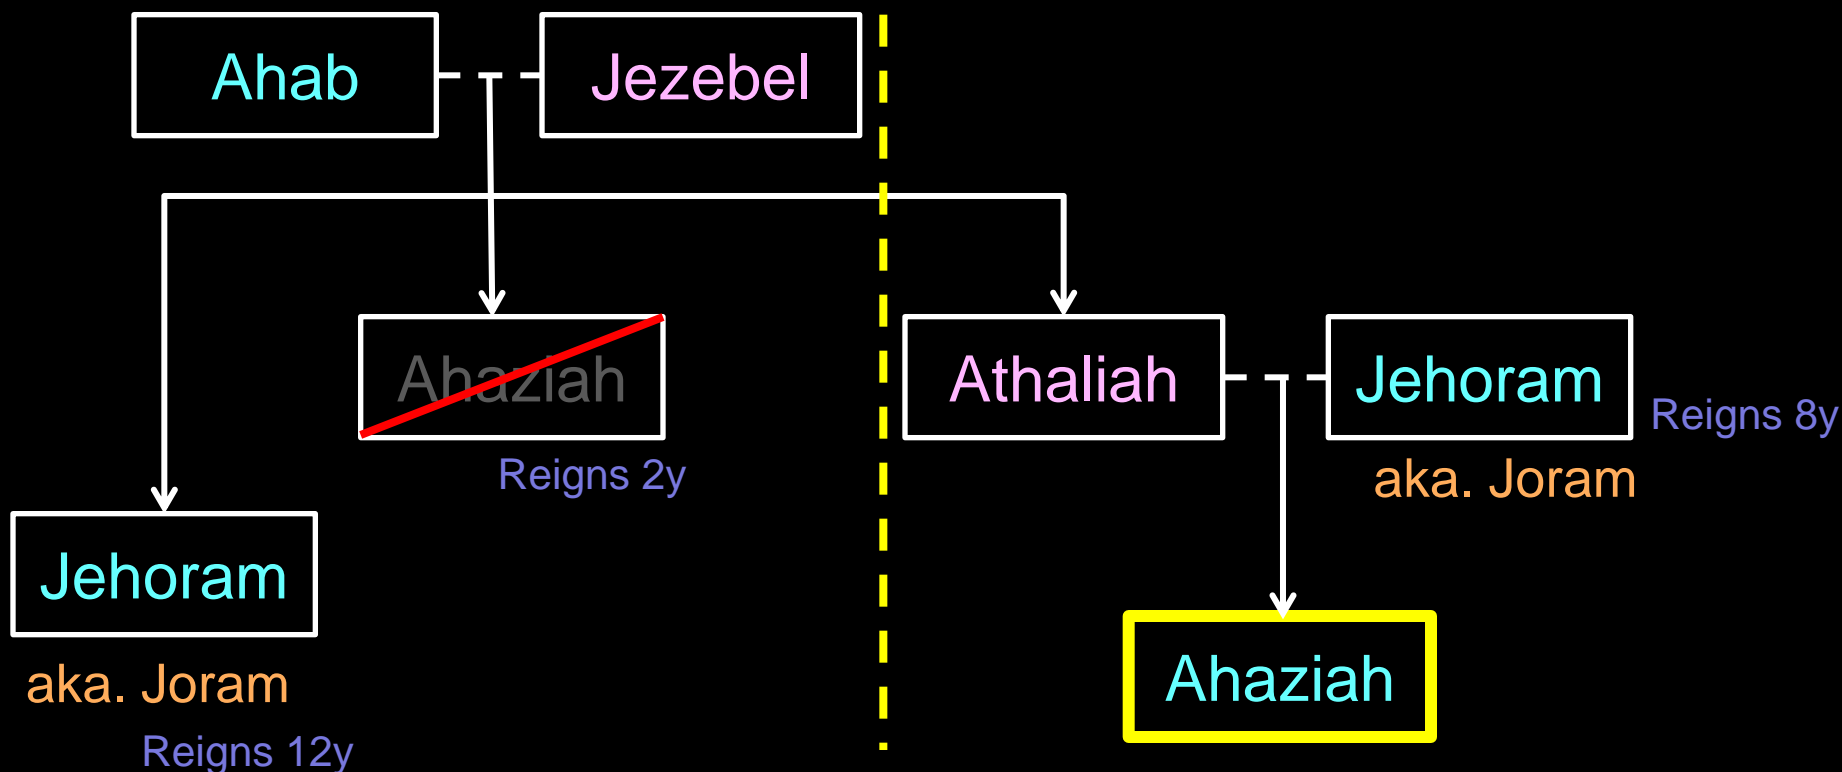 Ahab
Jezebel
Ahaziah
Reigns 2y
Athaliah
Jehoram
Reigns 8y
aka. Joram
Jehoram
aka. Joram
Reigns 12y
Ahaziah